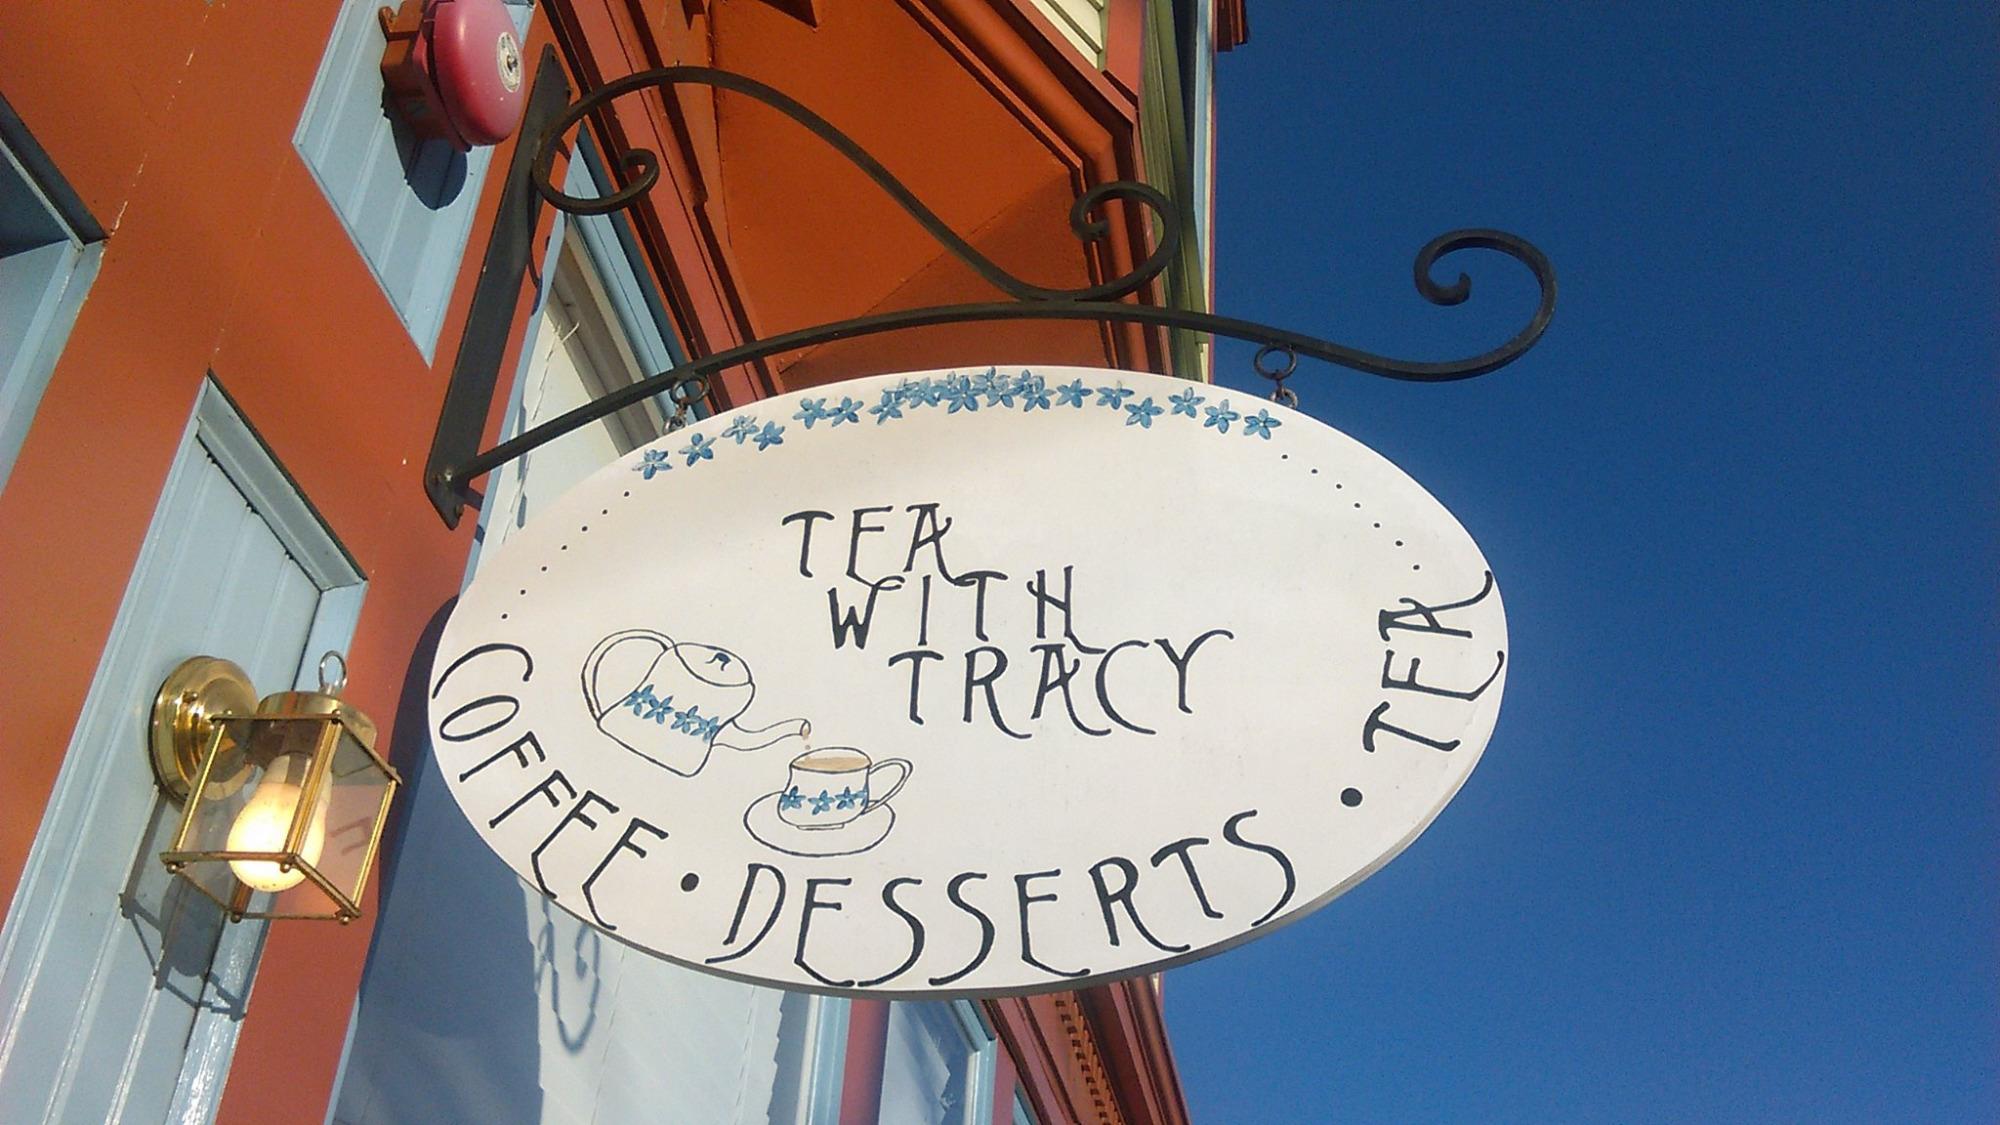 TEA
WITH
TRACY
COFFEE • DESSERTS • TEA